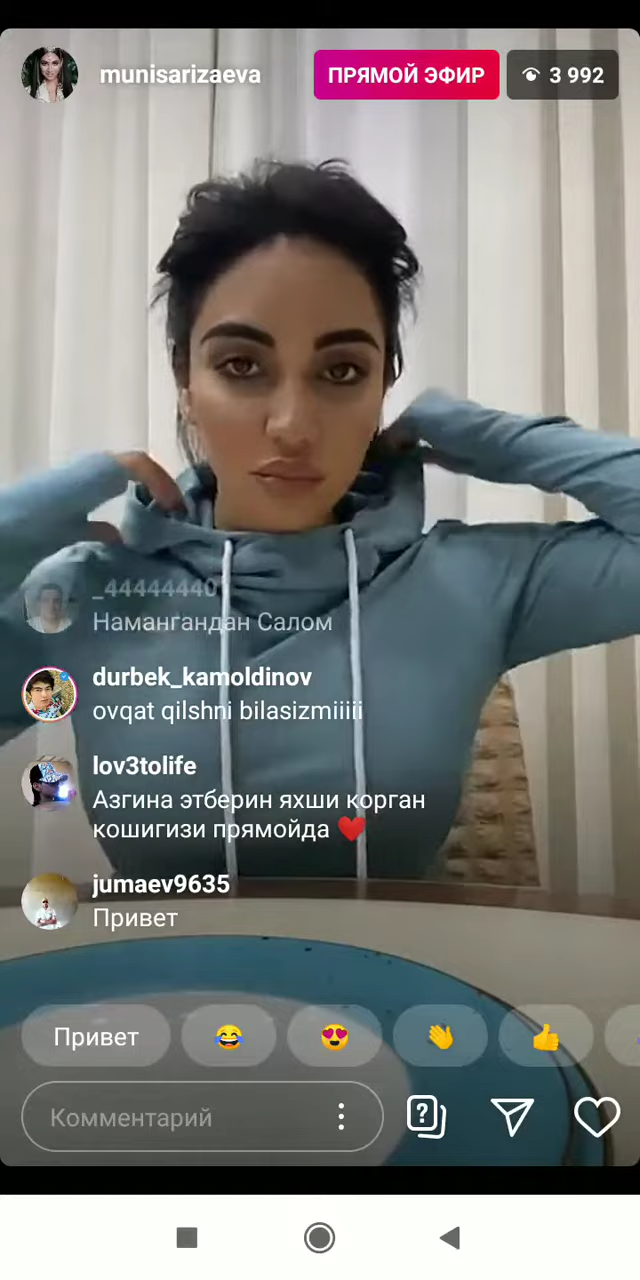 munisarizaeva
ПРЯМОЙ ЭФИР
3 992
_44444440
Намангандан Салом
durbek_kamoldinov
ovqat qilshni bilasizmiiiii
lov3tolife
Азгина этберин яхши корган
кошигизи прямойда ❤️
jumaev9635
Привет
Привет 😂 😍 👋 👍
Комментарий